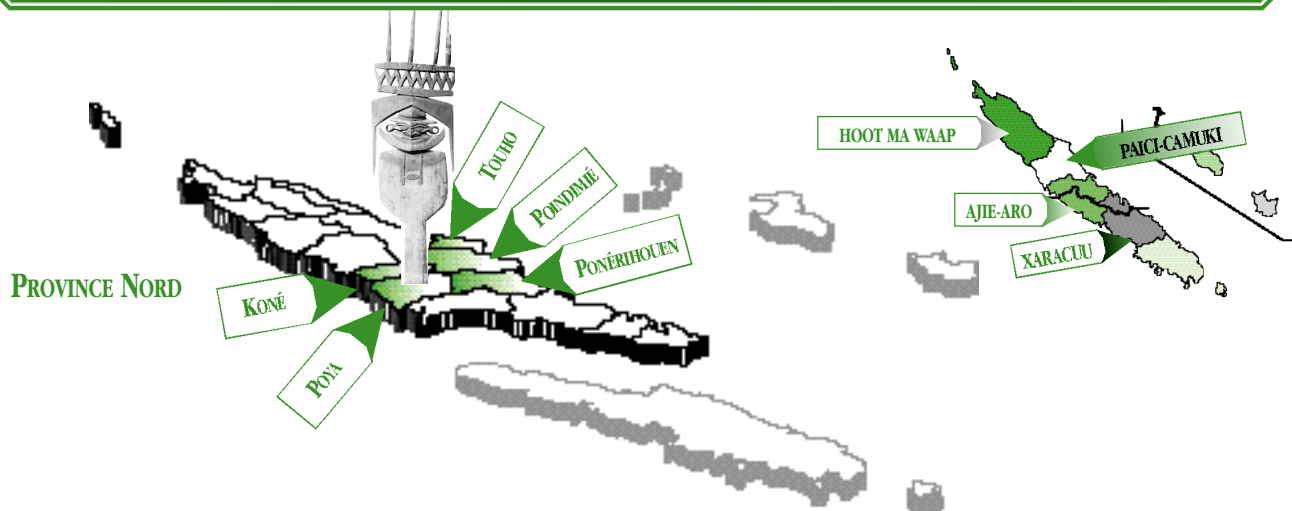 PROVINCE NORD
TOUHO
POINDIMIÉ
PONÉRIHOUEN
KONÉ
POYA
HOOT MA WAAP
PAICI-CAMUKI
AJIE-ARO
XARACUU